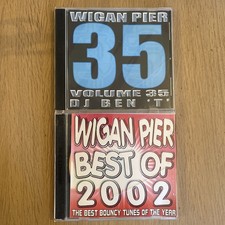 WIGAN PIER
35
VOLUME 35
DJ BEN 'T'
WIGAN PIER
BEST OF
2002
THE BEST BOUNCY TUNES OF THE YEAR